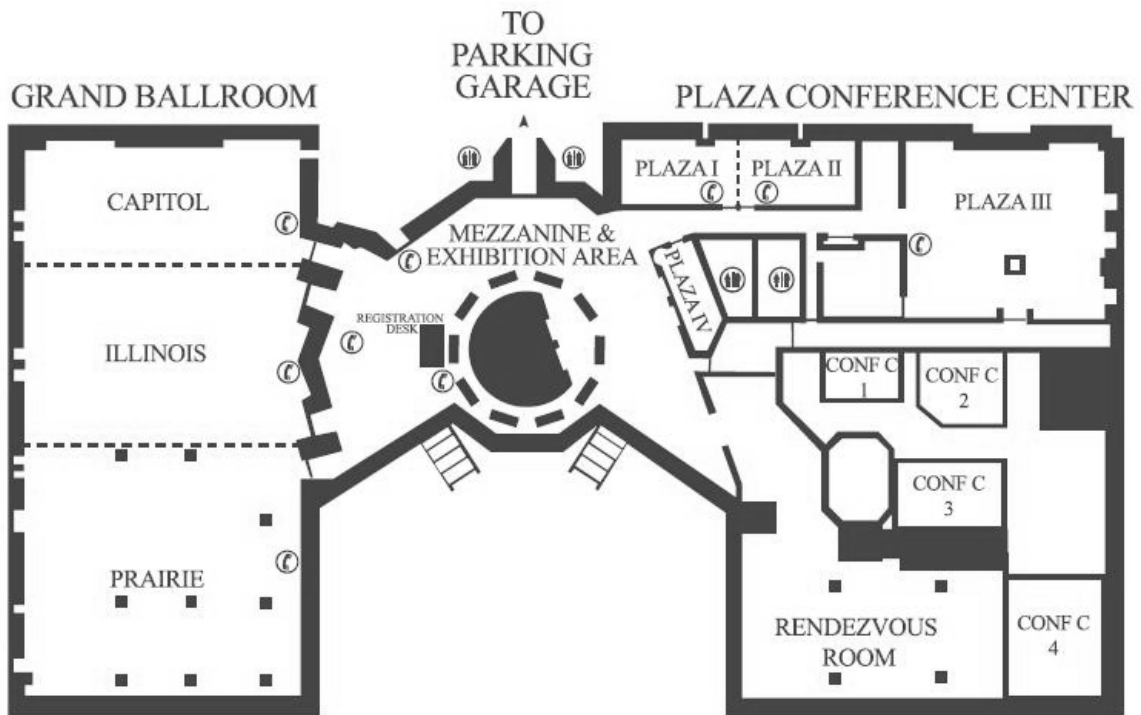 TO
PARKING
GARAGE
GRAND BALLROOM
PLAZA CONFERENCE CENTER
CAPITOL
ILLINOIS
PRAIRIE
MEZZANINE &
EXHIBITION AREA
REGISTRATION
DESK
PLAZA I
PLAZA II
PLAZA III
PLAZA IV
CONF C
1
CONF C
2
CONF C
3
CONF C
4
RENDEZVOUS
ROOM